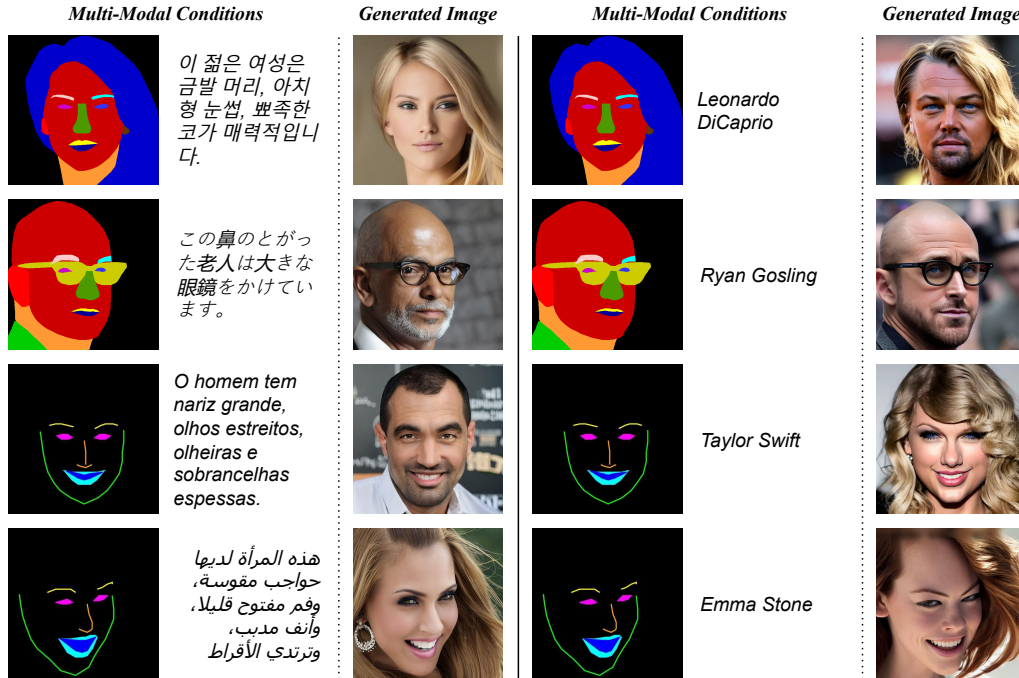 Multi-Modal Conditions
Generated Image
Multi-Modal Conditions
Generated Image
이 젊은 여성은
금발 머리, 아치
형 눈썹, 뾰족한
코가 매력적입니
다.
Leonardo
DiCaprio
この鼻のとがっ
た老人は大きな
眼鏡をかけてい
ます。
Ryan Gosling
O homem tem
nariz grande,
olhos estreitos,
olheiras e
sobrancelhas
espessas.
Taylor Swift
هذه المرأة لديها
حواجب مقوسة،
وفم مفتوح قليلا،
وأنف مدبب،
وترتدي الأقراط
Emma Stone